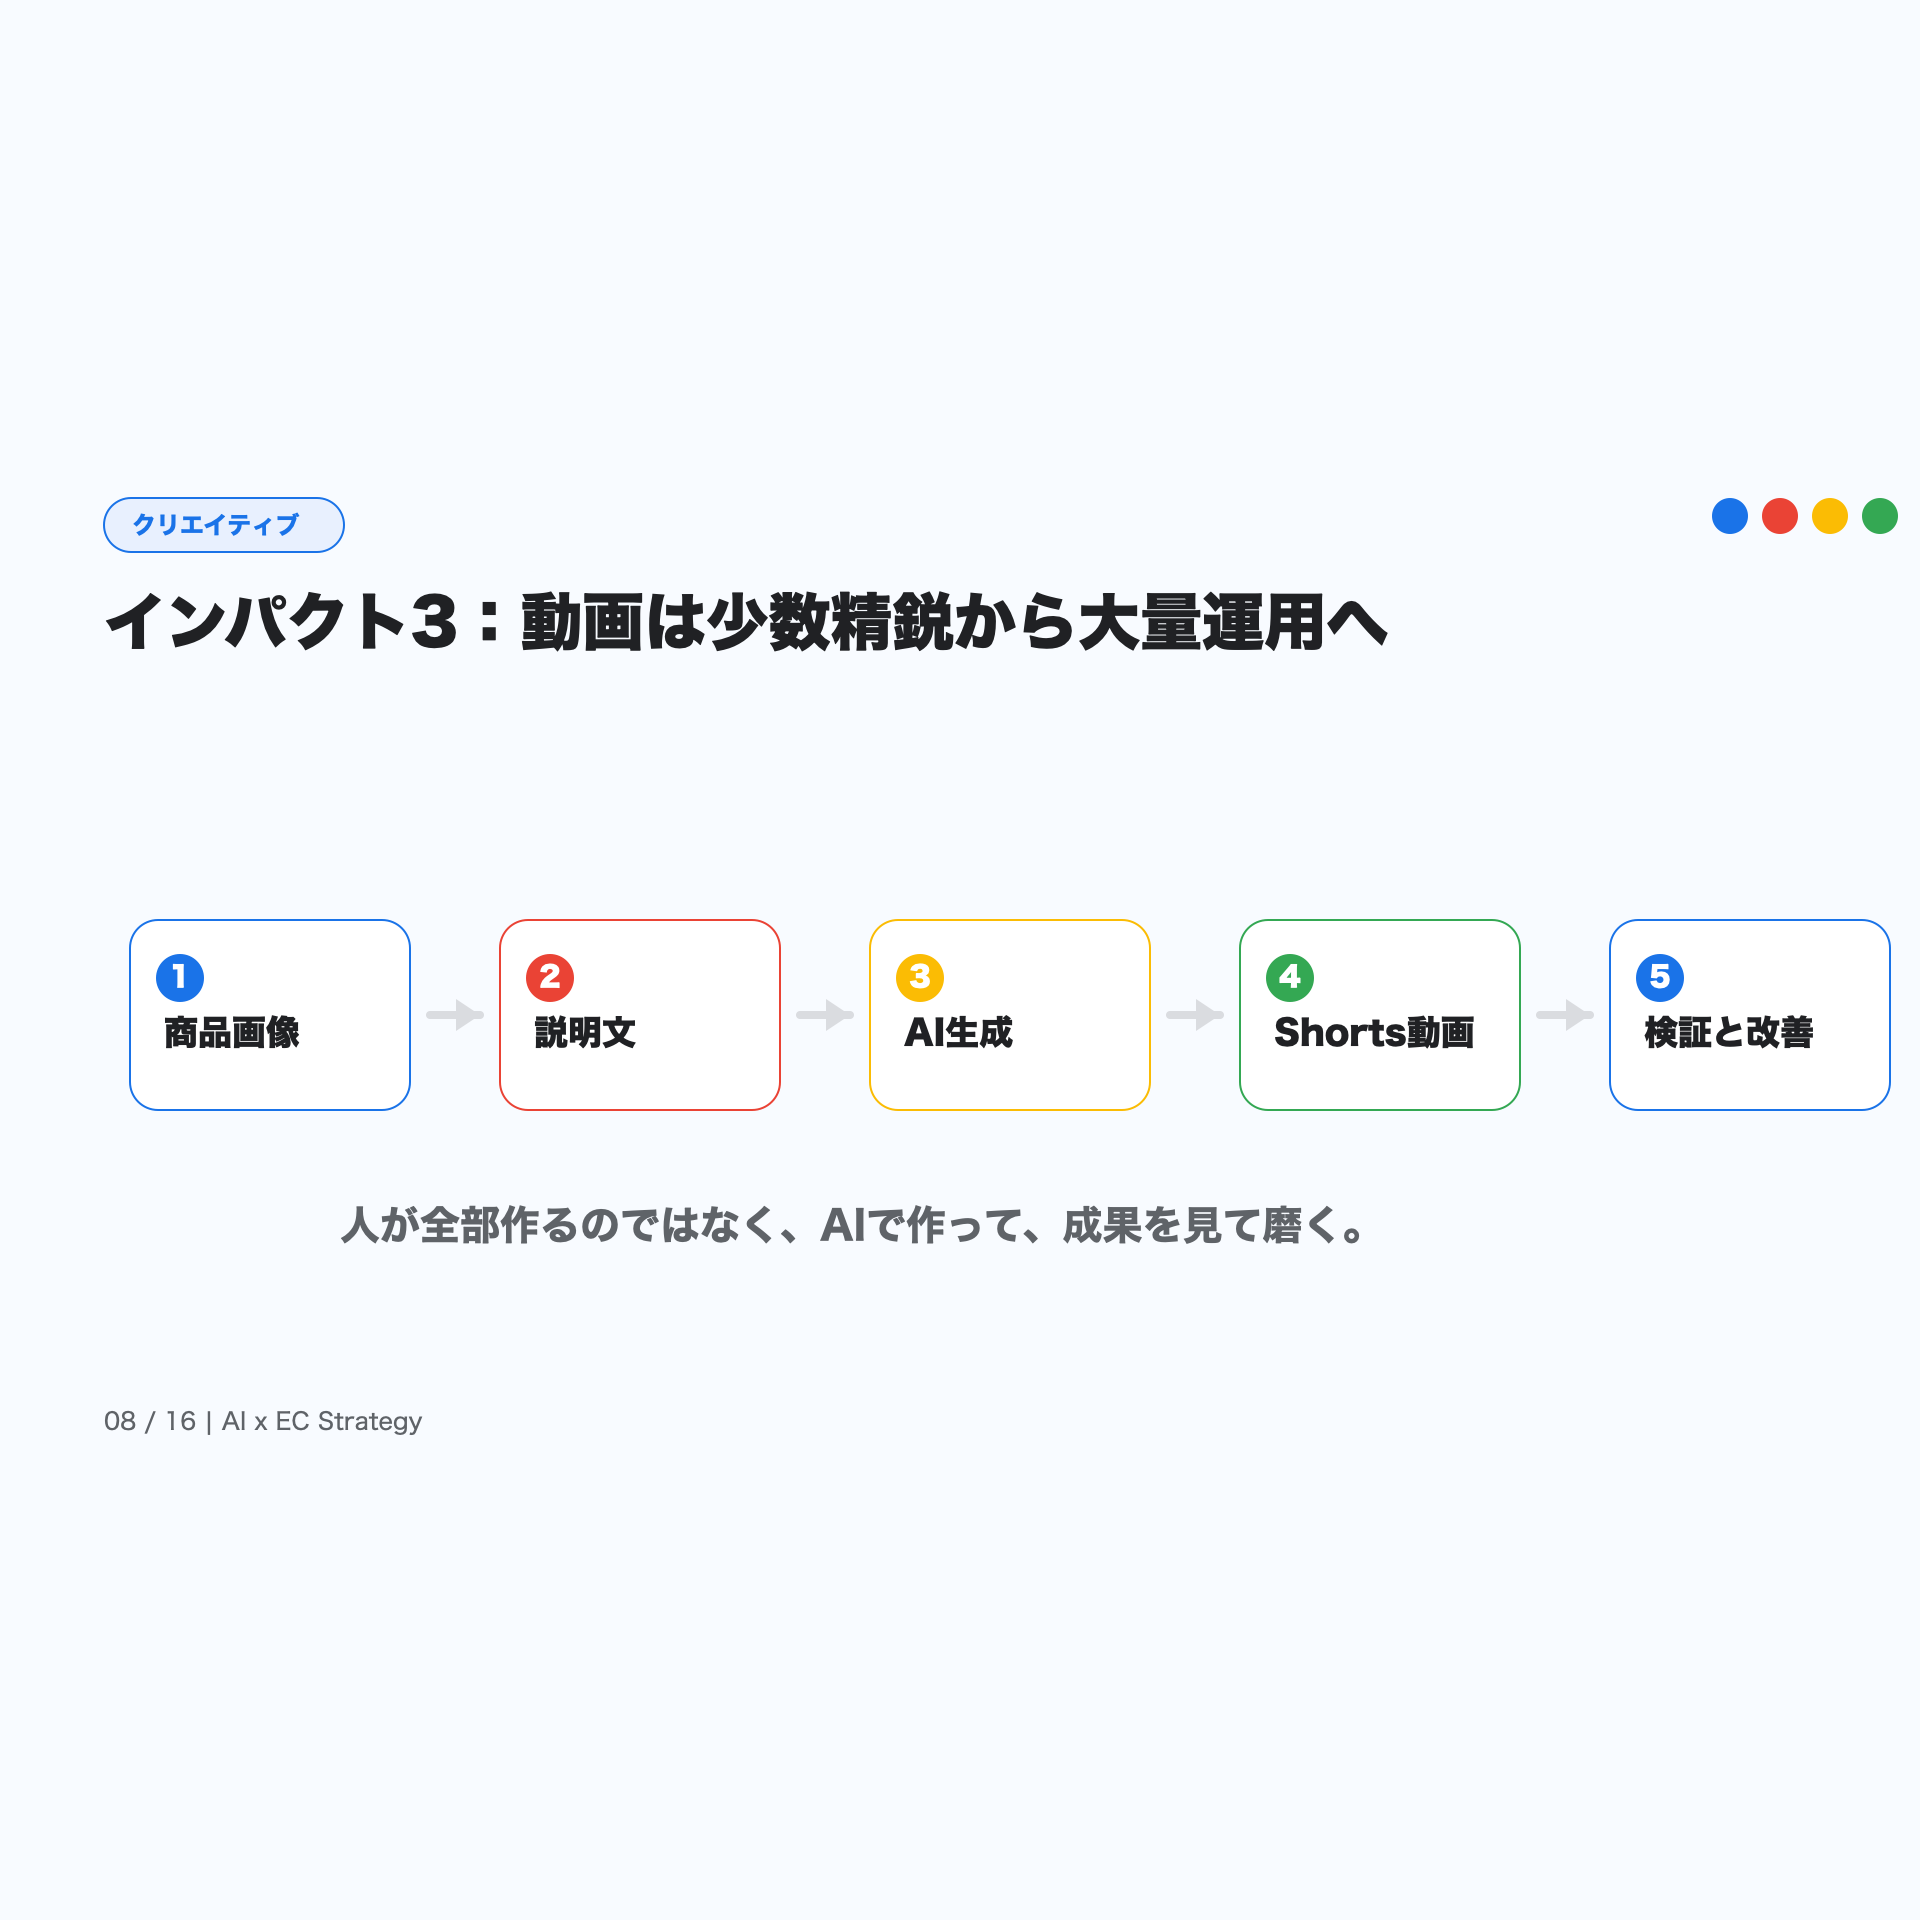 クリエイティブ
インパクト3：動画は少数精鋭から大量運用へ
1
商品画像
2
説明文
3
AI生成
4
Shorts動画
5
検証と改善
人が全部作るのではなく、AIで作って、成果を見て磨く。
08 / 16 | AI x EC Strategy